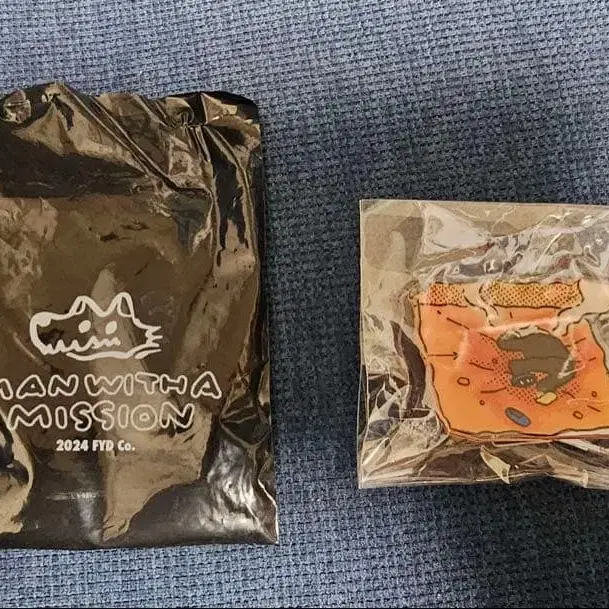 MAN WITH A
MISSION
2024 FYD Co.